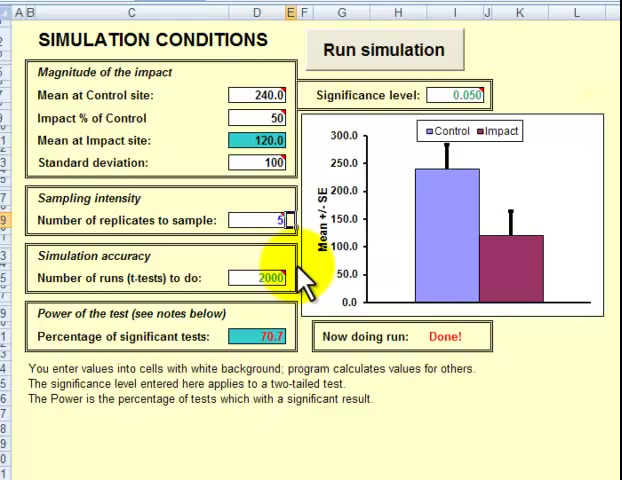 A B C D E F G H I J K L
SIMULATION CONDITIONS
Run simulation
Magnitude of the impact
Mean at Control site: 240.0
Significance level: 0.050
Impact % of Control 50
Mean at Impact site: 120.0
Standard deviation: 100
Sampling intensity
Number of replicates to sample: 5
Simulation accuracy
Number of runs (t-tests) to do: 2000
Power of the test (see notes below)
Percentage of significant tests: 70.7
Control Impact
Mean +/- SE
300.0
250.0
200.0
150.0
100.0
50.0
0.0
Now doing run: Done!
You enter values into cells with white background; program calculates values for others.
The significance level entered here applies to a two-tailed test.
The Power is the percentage of tests which with a significant result.